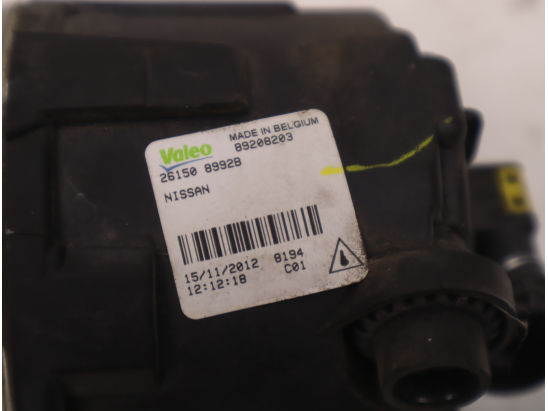 Valeo MADE IN BELGIUM
89208203
26150 8992B
NISSAN
15/11/2012 8194
12:12:18 C01